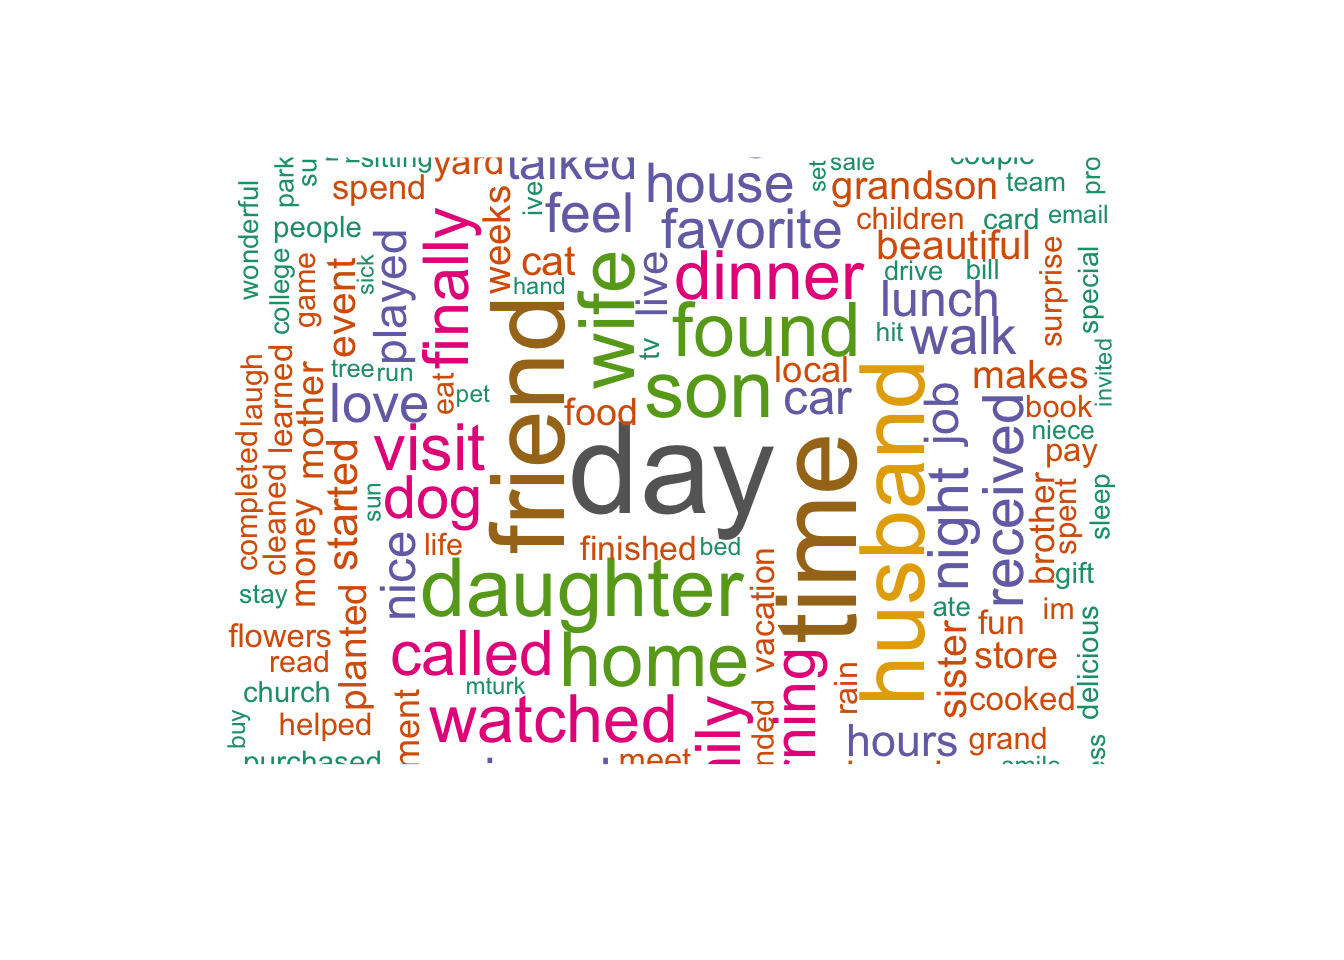 wonderful
park
su
sitting
yard
talked
house
set
sale
couple
grandson
team
pro
spend
people
weeks
ive
feel
favorite
children
card
email
beautiful
college
game
event
sick
played
finally
cat
hand
wife
live
dinner
drive
bill
lunch
surprise
special
tree
run
friend
tv
found
hit
walk
invited
laugh
learned
mother
love
eat
pet
food
son
local
car
makes
book
niece
pay
completed
cleaned
money
started
sun
visit
dog
day
time
husband
job
night
received
brother
spent
sleep
nice
life
finished
bed
gift
stay
daughter
vacation
ate
im
flowers
read
planted
called
home
fun
store
sister
delicious
church
mturk
rain
cooked
buy
helped
ment
watched
ily
nded
rning
hours
grand
purchased
meet
smile
ess